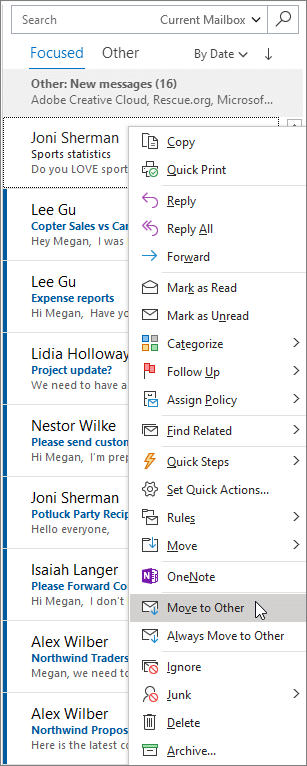 Search
Current Mailbox
Focused Other By Date
Other: New messages (16)
Adobe Creative Cloud, Rescue.org, Microsof...
Joni Sherman
Sports statistics
Do you LOVE sport
Lee Gu
Copter Sales vs Ca
Hey Megan, I was
Lee Gu
Expense reports
Hi Megan, Have yo
Lidia Holloway
Project update?
We need to have a
Nestor Wilke
Please send custom
Hi Megan, I'm prep
Joni Sherman
Potluck Party Recip
Hello everyone,
Isaiah Langer
Please Forward Co
Hi Megan, I don't
Alex Wilber
Northwind Traders
Megan, we need to
Alex Wilber
Northwind Propos
Here is the latest co
Copy
Quick Print
Reply
Reply All
Forward
Mark as Read
Mark as Unread
Categorize
Follow Up
Assign Policy
Find Related
Quick Steps
Set Quick Actions...
Rules
Move
OneNote
Move to Other
Always Move to Other
Ignore
Junk
Delete
Archive...